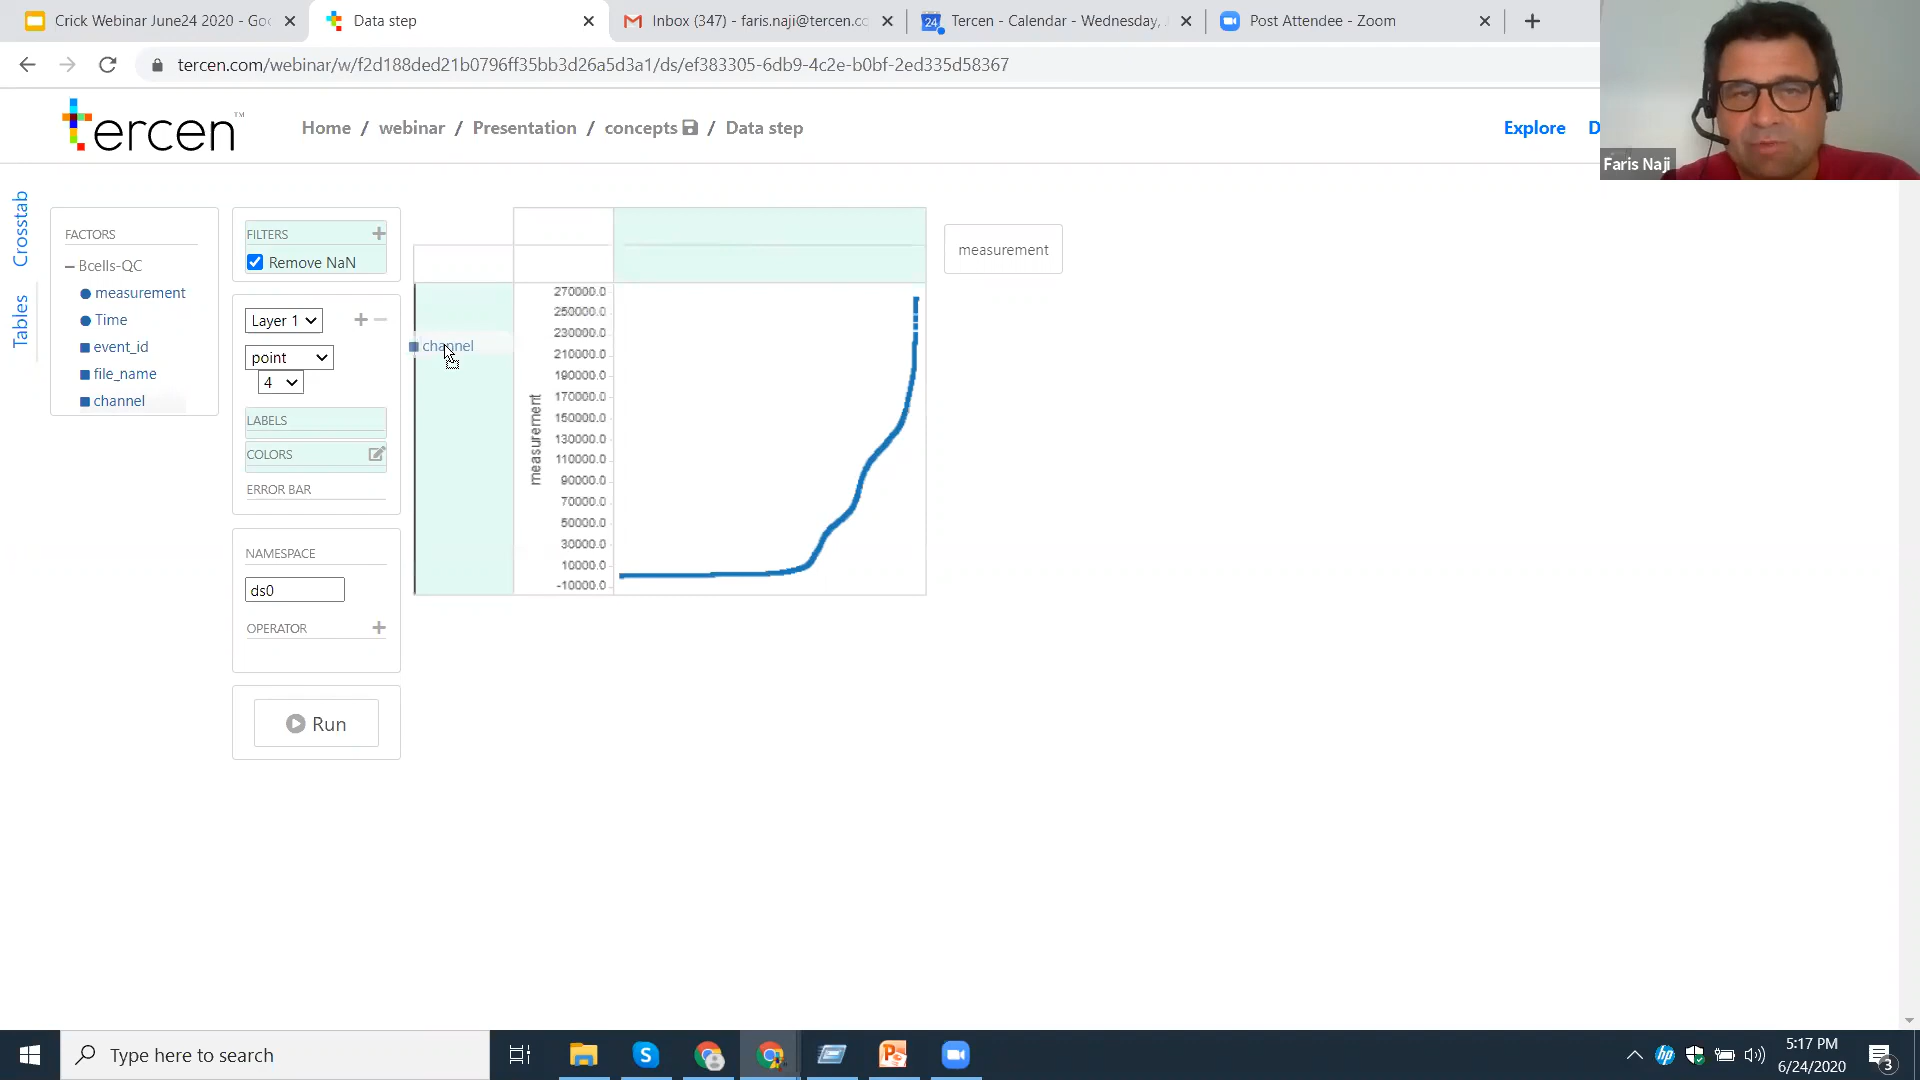 Crick Webinar June24 2020 - Goo
Data step
Inbox (347) - faris.naji@tercen.co
24
Tercen - Calendar - Wednesday,
Post Attendee - Zoom
tercen.com/webinar/w/f2d188ded21b0796ff35bb3d26a5d3a1/ds/ef383305-6db9-4c2e-b0bf-2ed335d58367
tercen™
Home / webinar / Presentation / concepts / Data step
Explore D
Faris Naji
Crosstab
Tables
FACTORS
Bcells-QC
measurement
Time
event_id
file_name
channel
FILTERS
Remove NaN
Layer 1
point
4
LABELS
COLORS
ERROR BAR
NAMESPACE
ds0
OPERATOR
Run
channel
measurement
270000.0
250000.0
230000.0
210000.0
190000.0
170000.0
150000.0
130000.0
110000.0
90000.0
70000.0
50000.0
30000.0
10000.0
-10000.0
measurement
Type here to search
5:17 PM
6/24/2020
3